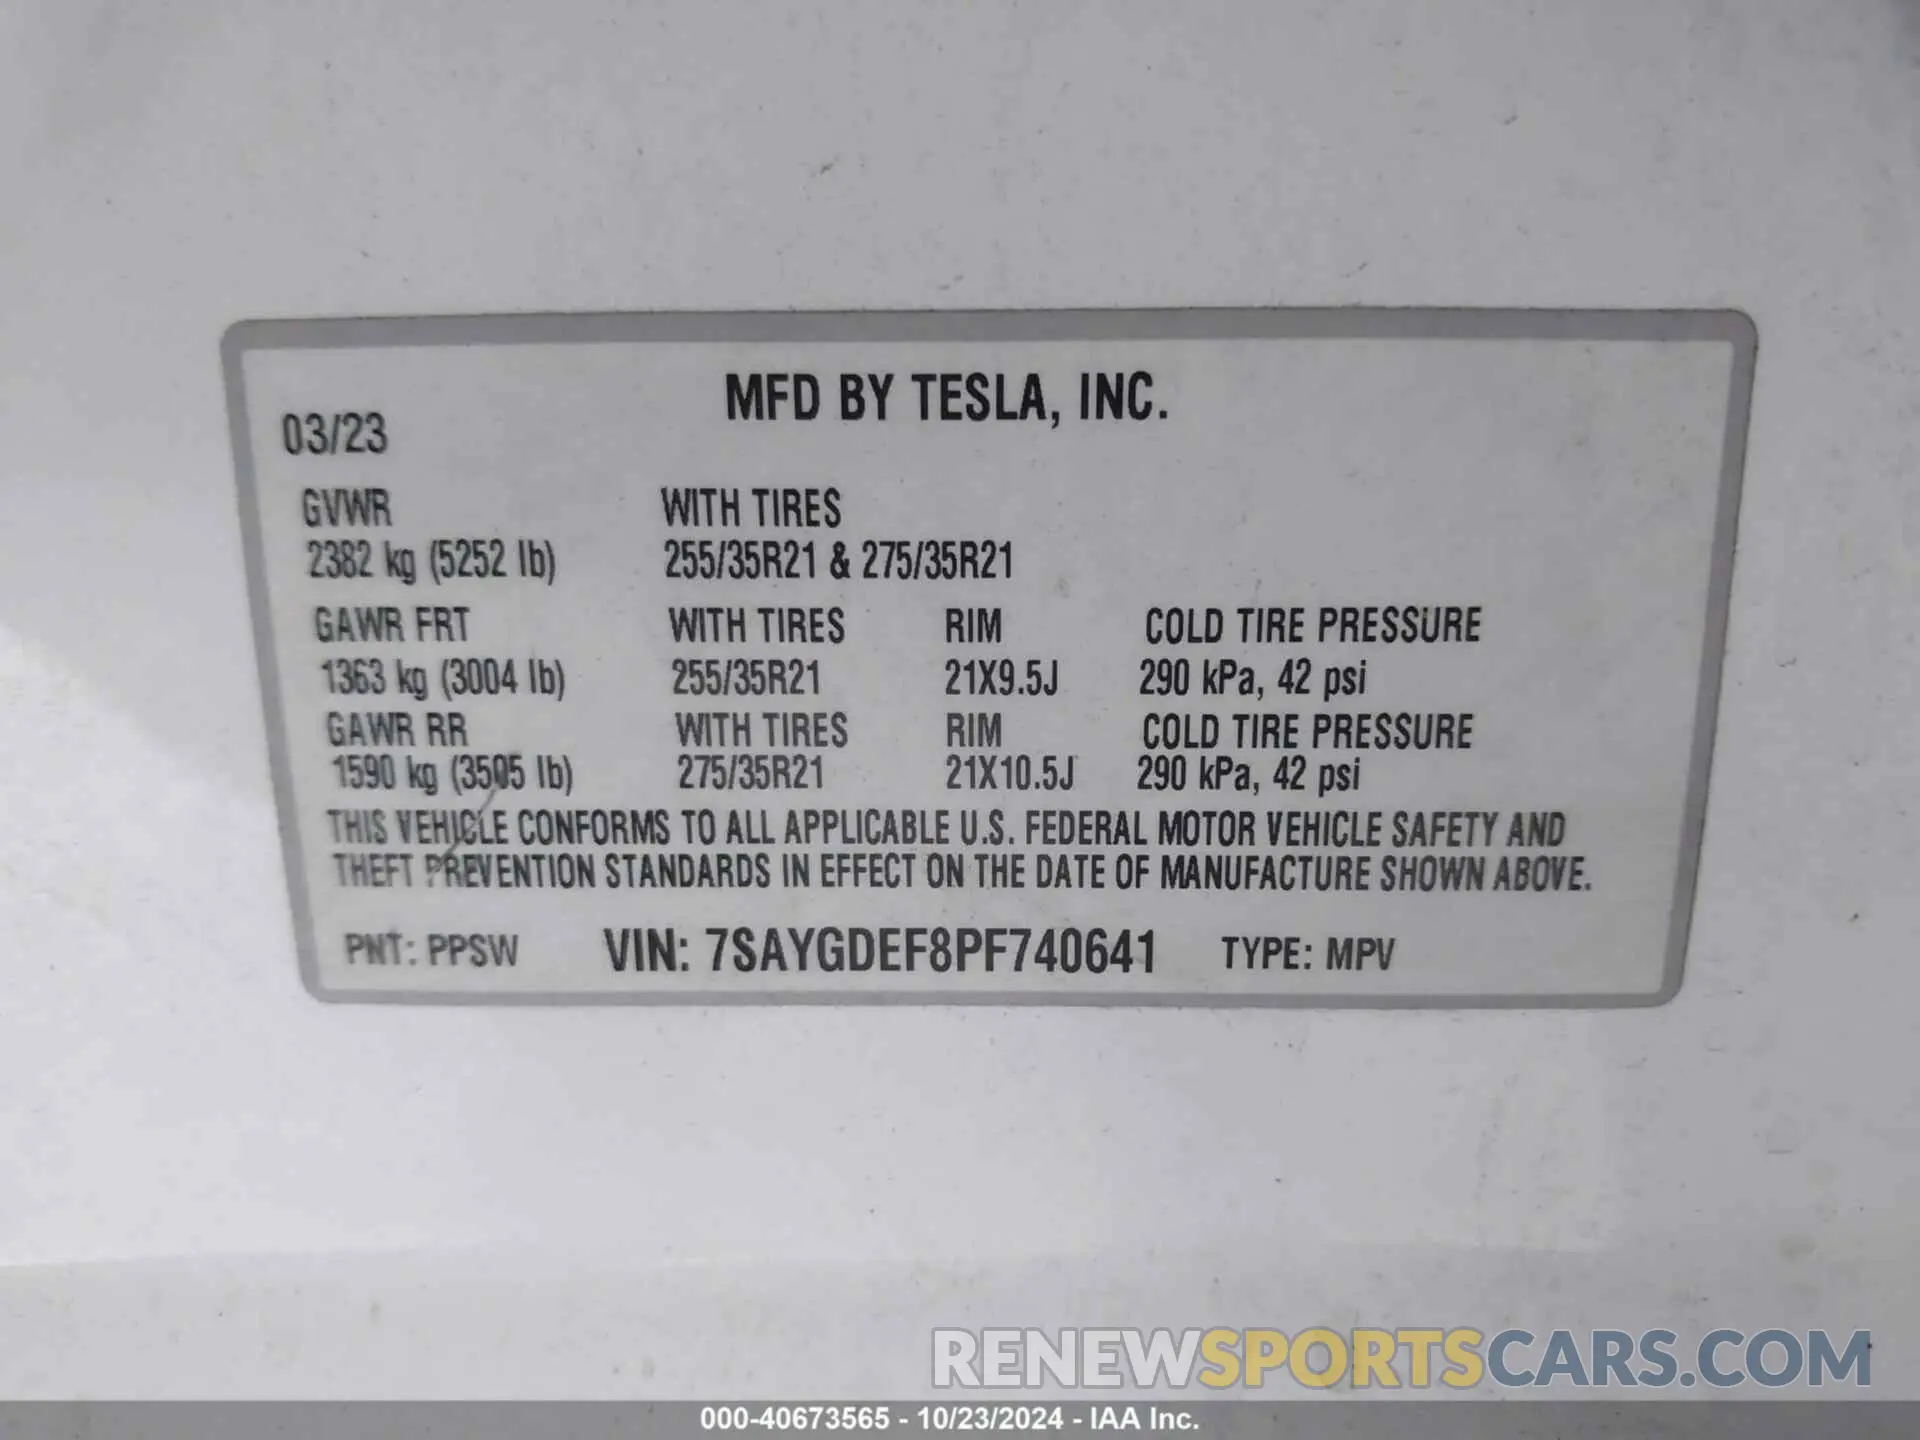 MFD BY TESLA, INC.
03/23
GVWR WITH TIRES
2382 kg (5252 lb) 255/35R21 & 275/35R21
GAWR FRT WITH TIRES RIM COLD TIRE PRESSURE
1363 kg (3004 lb) 255/35R21 21X9.5J 290 kPa, 42 psi
GAWR RR WITH TIRES RIM COLD TIRE PRESSURE
1590 kg (3505 lb) 275/35R21 21X10.5J 290 kPa, 42 psi
THIS VEHICLE CONFORMS TO ALL APPLICABLE U.S. FEDERAL MOTOR VEHICLE SAFETY AND
THEFT PREVENTION STANDARDS IN EFFECT ON THE DATE OF MANUFACTURE SHOWN ABOVE.
PNT: PPSW VIN: 7SAYGDEF8PF740641 TYPE: MPV
RENEWSPORTSCARS.COM
000-40673565 - 10/23/2024 - IAA Inc.